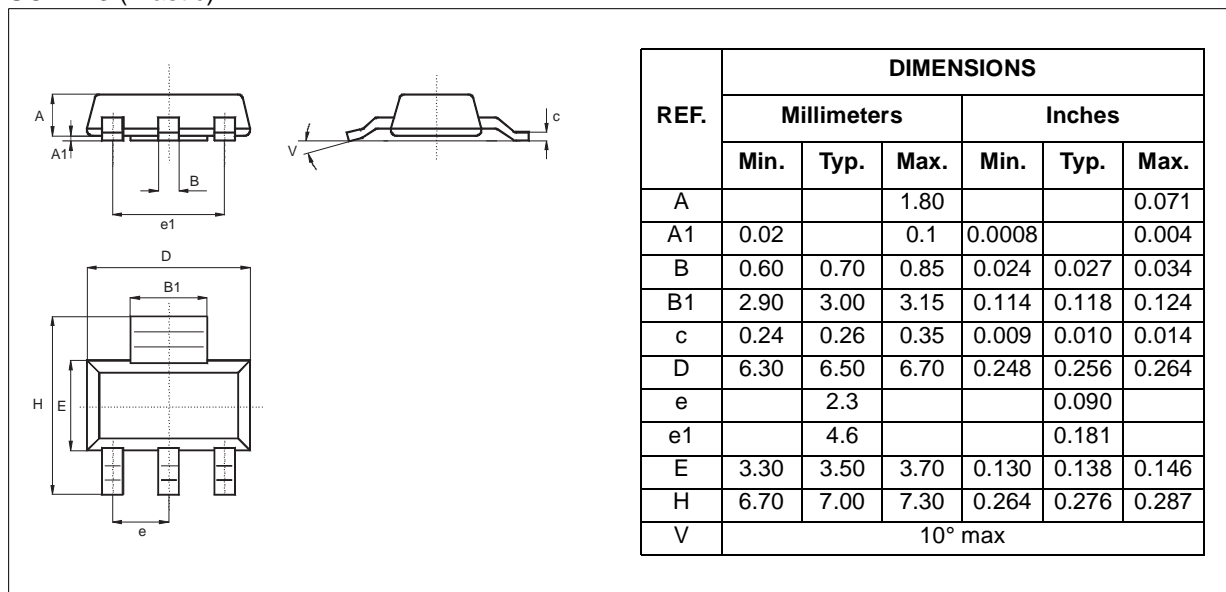 A
A1
B
e1
c
V
D
B1
H
E
e
REF. DIMENSIONS
Millimeters Inches
Min. Typ. Max. Min. Typ. Max.
A 1.80 0.071
A1 0.02 0.1 0.0008 0.004
B 0.60 0.70 0.85 0.024 0.027 0.034
B1 2.90 3.00 3.15 0.114 0.118 0.124
c 0.24 0.26 0.35 0.009 0.010 0.014
D 6.30 6.50 6.70 0.248 0.256 0.264
e 2.3 0.090
e1 4.6 0.181
E 3.30 3.50 3.70 0.130 0.138 0.146
H 6.70 7.00 7.30 0.264 0.276 0.287
V 10° max